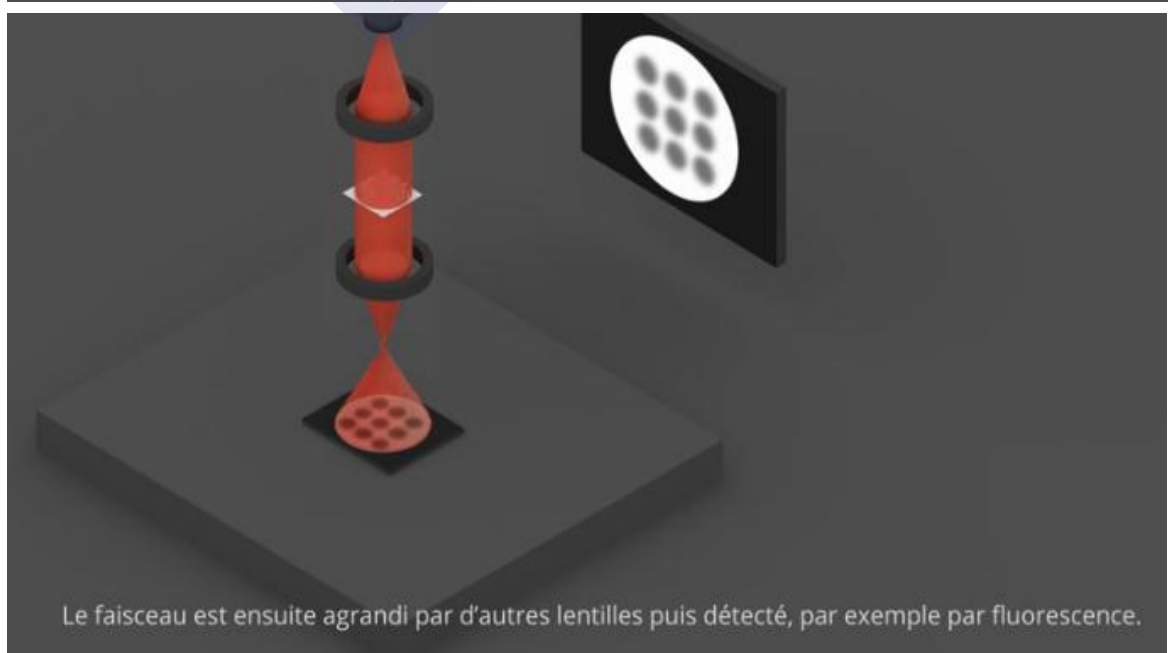 Le faisceau est ensuite agrandi par d’autres lentilles puis détecté, par exemple par fluorescence.